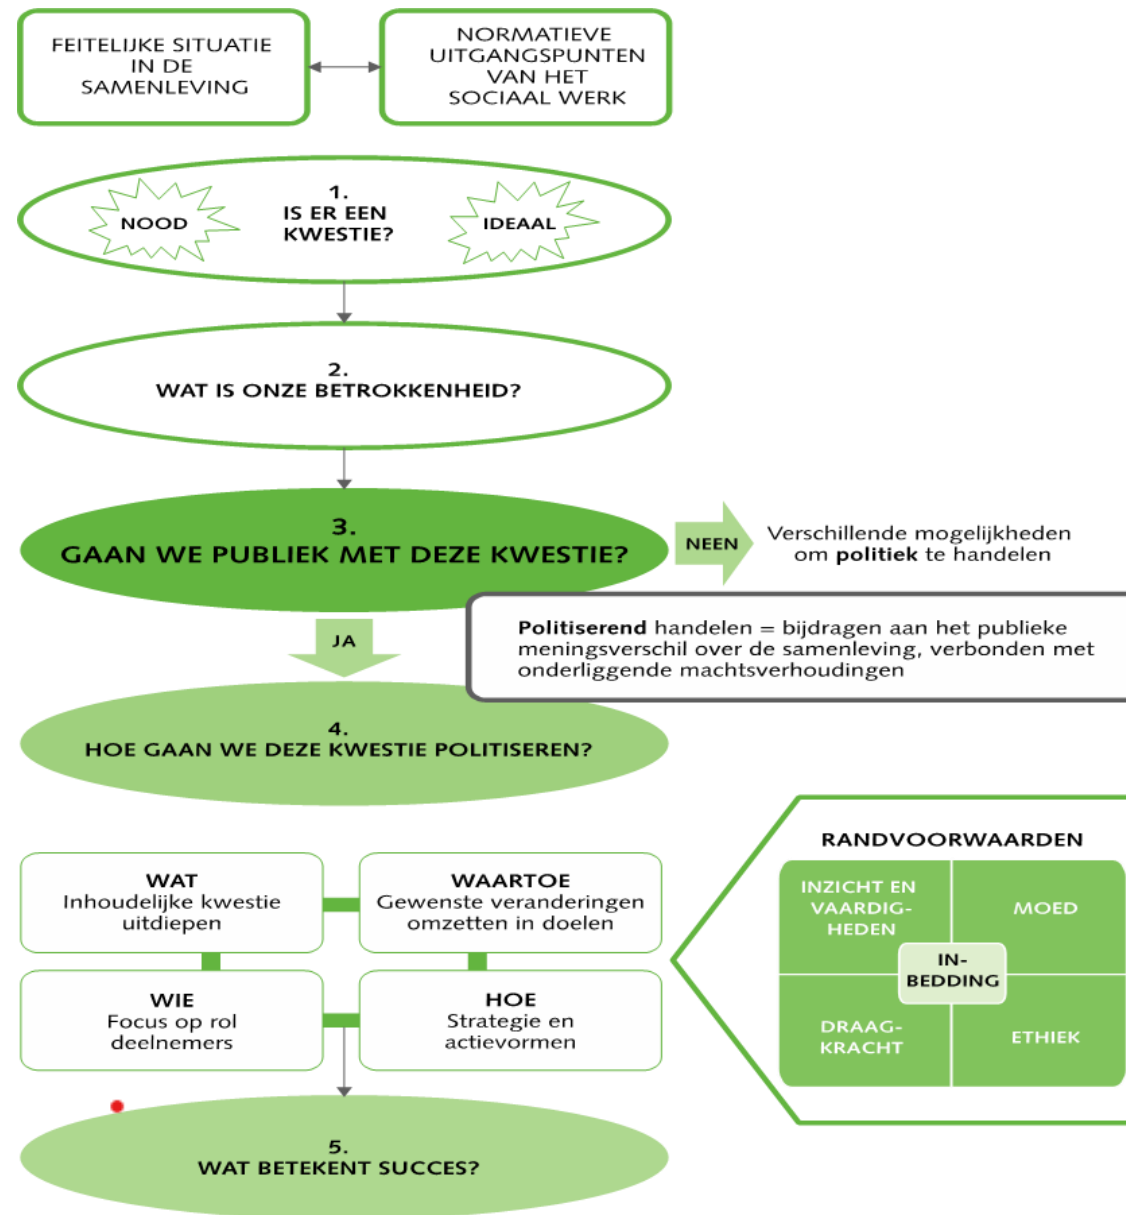 FEITELIJKE SITUATIE
IN DE
SAMENLEVING
NORMATIEVE
UITGANGSPUNTEN
VAN HET
SOCIAAL WERK
1.
IS ER EEN
KWESTIE?
NOOD
IDEAAL
2.
WAT IS ONZE BETROKKENHEID?
3.
GAAN WE PUBLIEK MET DEZE KWESTIE?
NEEN
Verschillende mogelijkheden
om politiek te handelen
JA
Politiserend handelen = bijdragen aan het publieke
meningsverschil over de samenleving, verbonden met
onderliggende machtsverhoudingen
4.
HOE GAAN WE DEZE KWESTIE POLITISEREN?
WAT
Inhoudelijke kwestie
uitdiepen
WAARTOE
Gewenste veranderingen
omzetten in doelen
WIE
Focus op rol
deelnemers
HOE
Strategie en
actievormen
RANDVOORWAARDEN
INZICHT EN
VAARDIG-
HEDEN
MOED
IN-
BEDDING
DRAAG-
KRACHT
ETHIEK
5.
WAT BETEKENT SUCCES?